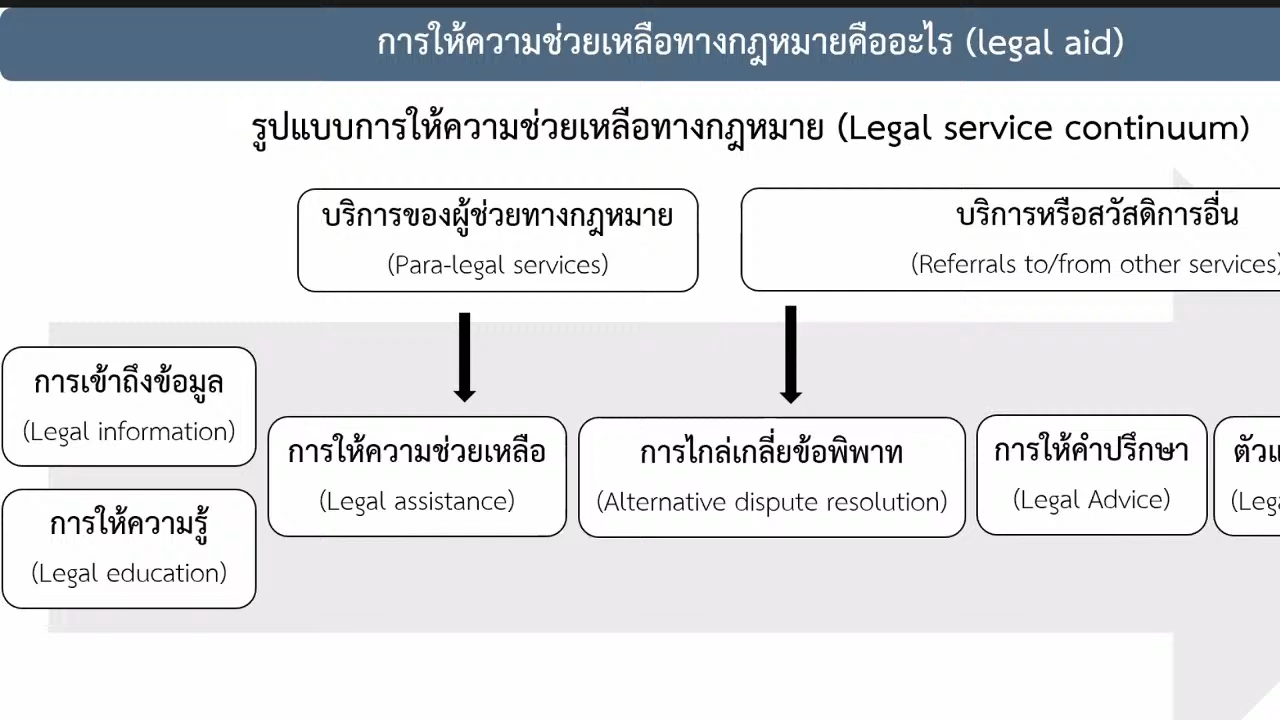 การให้ความช่วยเหลือทางกฎหมายคืออะไร (legal aid)
รูปแบบการให้ความช่วยเหลือทางกฎหมาย (Legal service continuum)
บริการของผู้ช่วยทางกฎหมาย
(Para-legal services)
บริการหรือสวัสดิการอื่น
(Referrals to/from other services)
การเข้าถึงข้อมูล
(Legal information)
การให้ความรู้
(Legal education)
การให้ความช่วยเหลือ
(Legal assistance)
การไกล่เกลี่ยข้อพิพาท
(Alternative dispute resolution)
การให้คำปรึกษา
(Legal Advice)